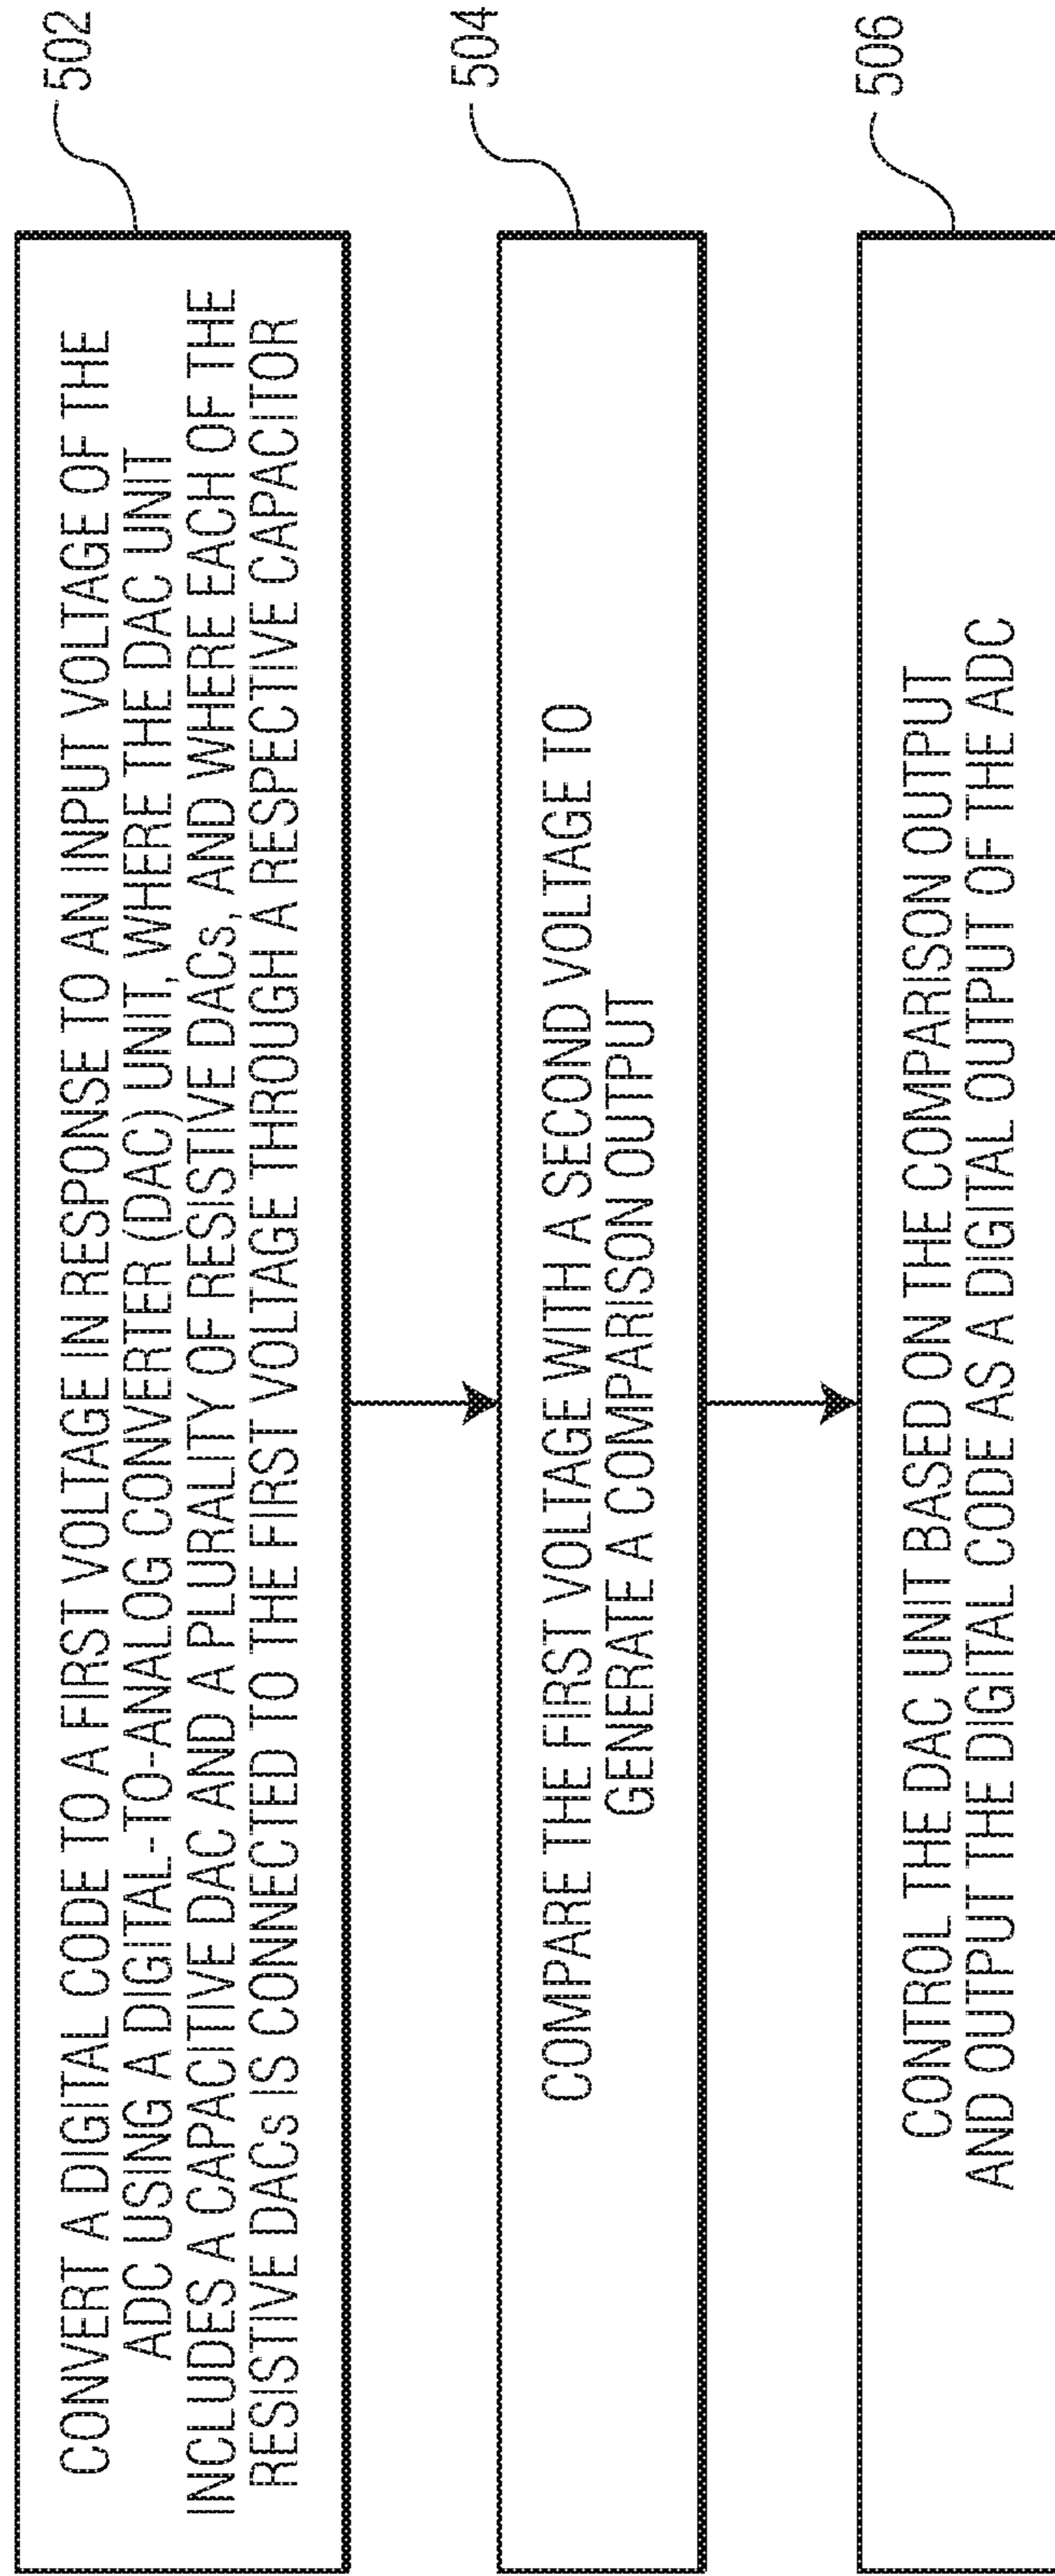 502
CONVERT A DIGITAL CODE TO A FIRST VOLTAGE IN RESPONSE TO AN INPUT VOLTAGE OF THE
ADC USING A DIGITAL-TO-ANALOG CONVERTER (DAC) UNIT, WHERE THE DAC UNIT
INCLUDES A CAPACITIVE DAC AND A PLURALITY OF RESISTIVE DACs, AND WHERE EACH OF THE
RESISTIVE DACs IS CONNECTED TO THE FIRST VOLTAGE THROUGH A RESPECTIVE CAPACITOR
504
COMPARE THE FIRST VOLTAGE WITH A SECOND VOLTAGE TO
GENERATE A COMPARISON OUTPUT
506
CONTROL THE DAC UNIT BASED ON THE COMPARISON OUTPUT
AND OUTPUT THE DIGITAL CODE AS A DIGITAL OUTPUT OF THE ADC